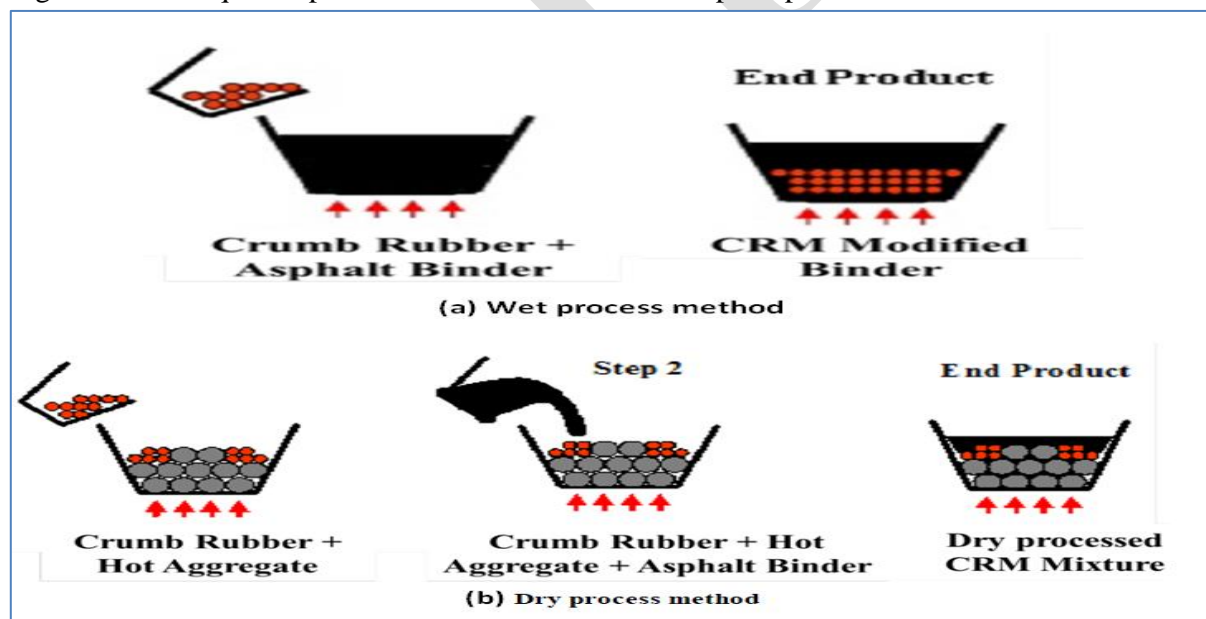 End Product
Crumb Rubber +
Asphalt Binder
CRM Modified
Binder
(a) Wet process method
Step 2
End Product
Crumb Rubber +
Hot Aggregate
Crumb Rubber + Hot
Aggregate + Asphalt Binder
Dry processed
CRM Mixture
(b) Dry process method